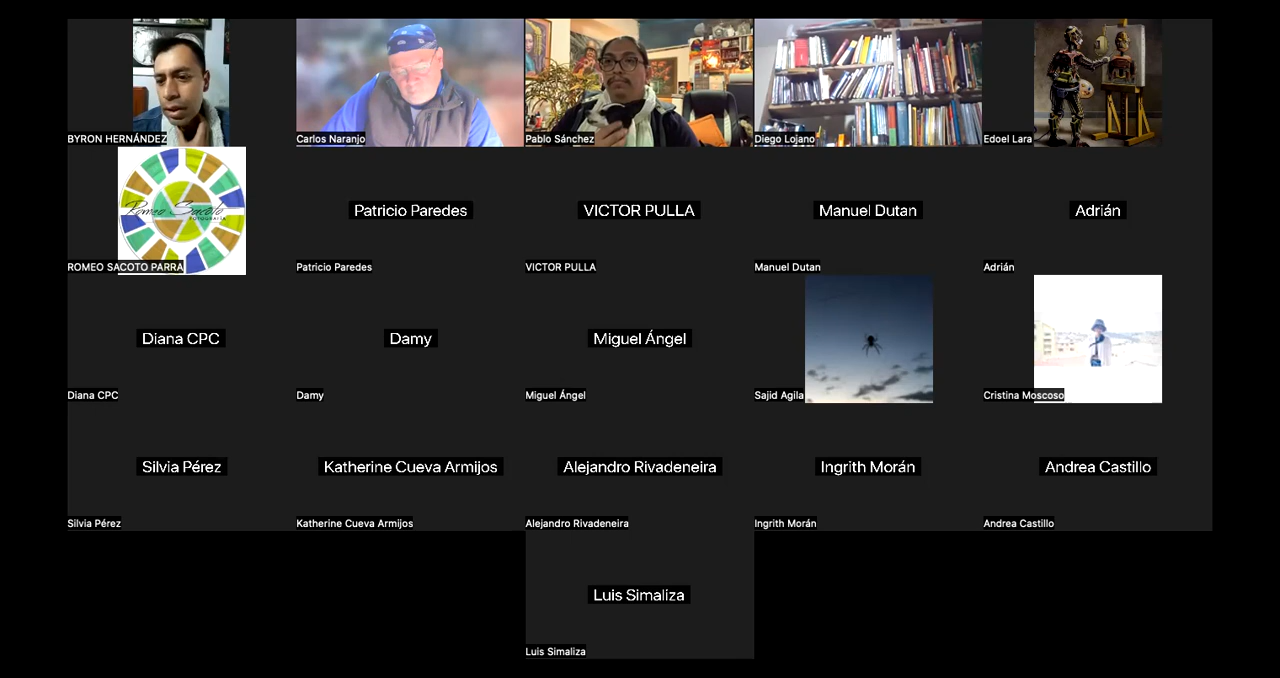 BYRON HERNÁNDEZ
Carlos Naranjo
Pablo Sánchez
Diego Lojano
Edoel Lara
Romeo Sacoto
FOTOGRAFÍA
ROMEO SACOTO PARRA
Patricio Paredes
Patricio Paredes
VICTOR PULLA
VICTOR PULLA
Manuel Dutan
Manuel Dutan
Adrián
Adrián
Diana CPC
Diana CPC
Damy
Damy
Miguel Ángel
Miguel Ángel
Sajid Agila
Cristina Moscoso
Silvia Pérez
Silvia Pérez
Katherine Cueva Armijos
Katherine Cueva Armijos
Alejandro Rivadeneira
Alejandro Rivadeneira
Ingrith Morán
Ingrith Morán
Andrea Castillo
Andrea Castillo
Luis Simaliza
Luis Simaliza